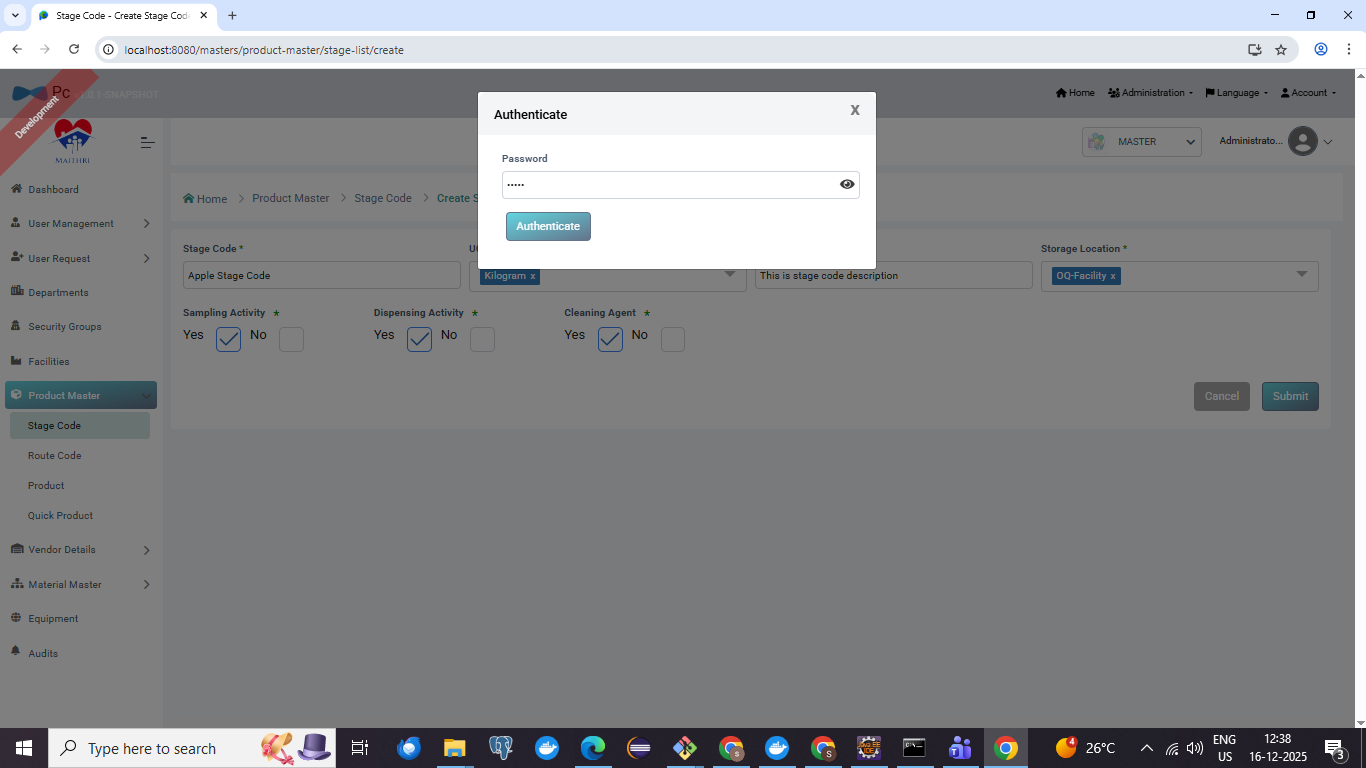 Stage Code - Create Stage Cod
localhost:8080/masters/product-master/stage-list/create
Development
Pc
0.1-SNAPSHOT
Home
Administration
Language
Account
MAITHRI
MASTER
Administrato...
Authenticate
X
Password
•••••
Authenticate
Dashboard
User Management
User Request
Departments
Security Groups
Facilities
Product Master
Stage Code
Route Code
Product
Quick Product
Vendor Details
Material Master
Equipment
Audits
Home > Product Master > Stage Code > Create S
Stage Code *
Storage Location *
Apple Stage Code
Kilogram x
This is stage code description
OQ-Facility x
Sampling Activity *
Dispensing Activity *
Cleaning Agent *
Yes No
Yes No
Yes No
Cancel
Submit
Type here to search
4
26°C
ENG
US
12:38
16-12-2025
3